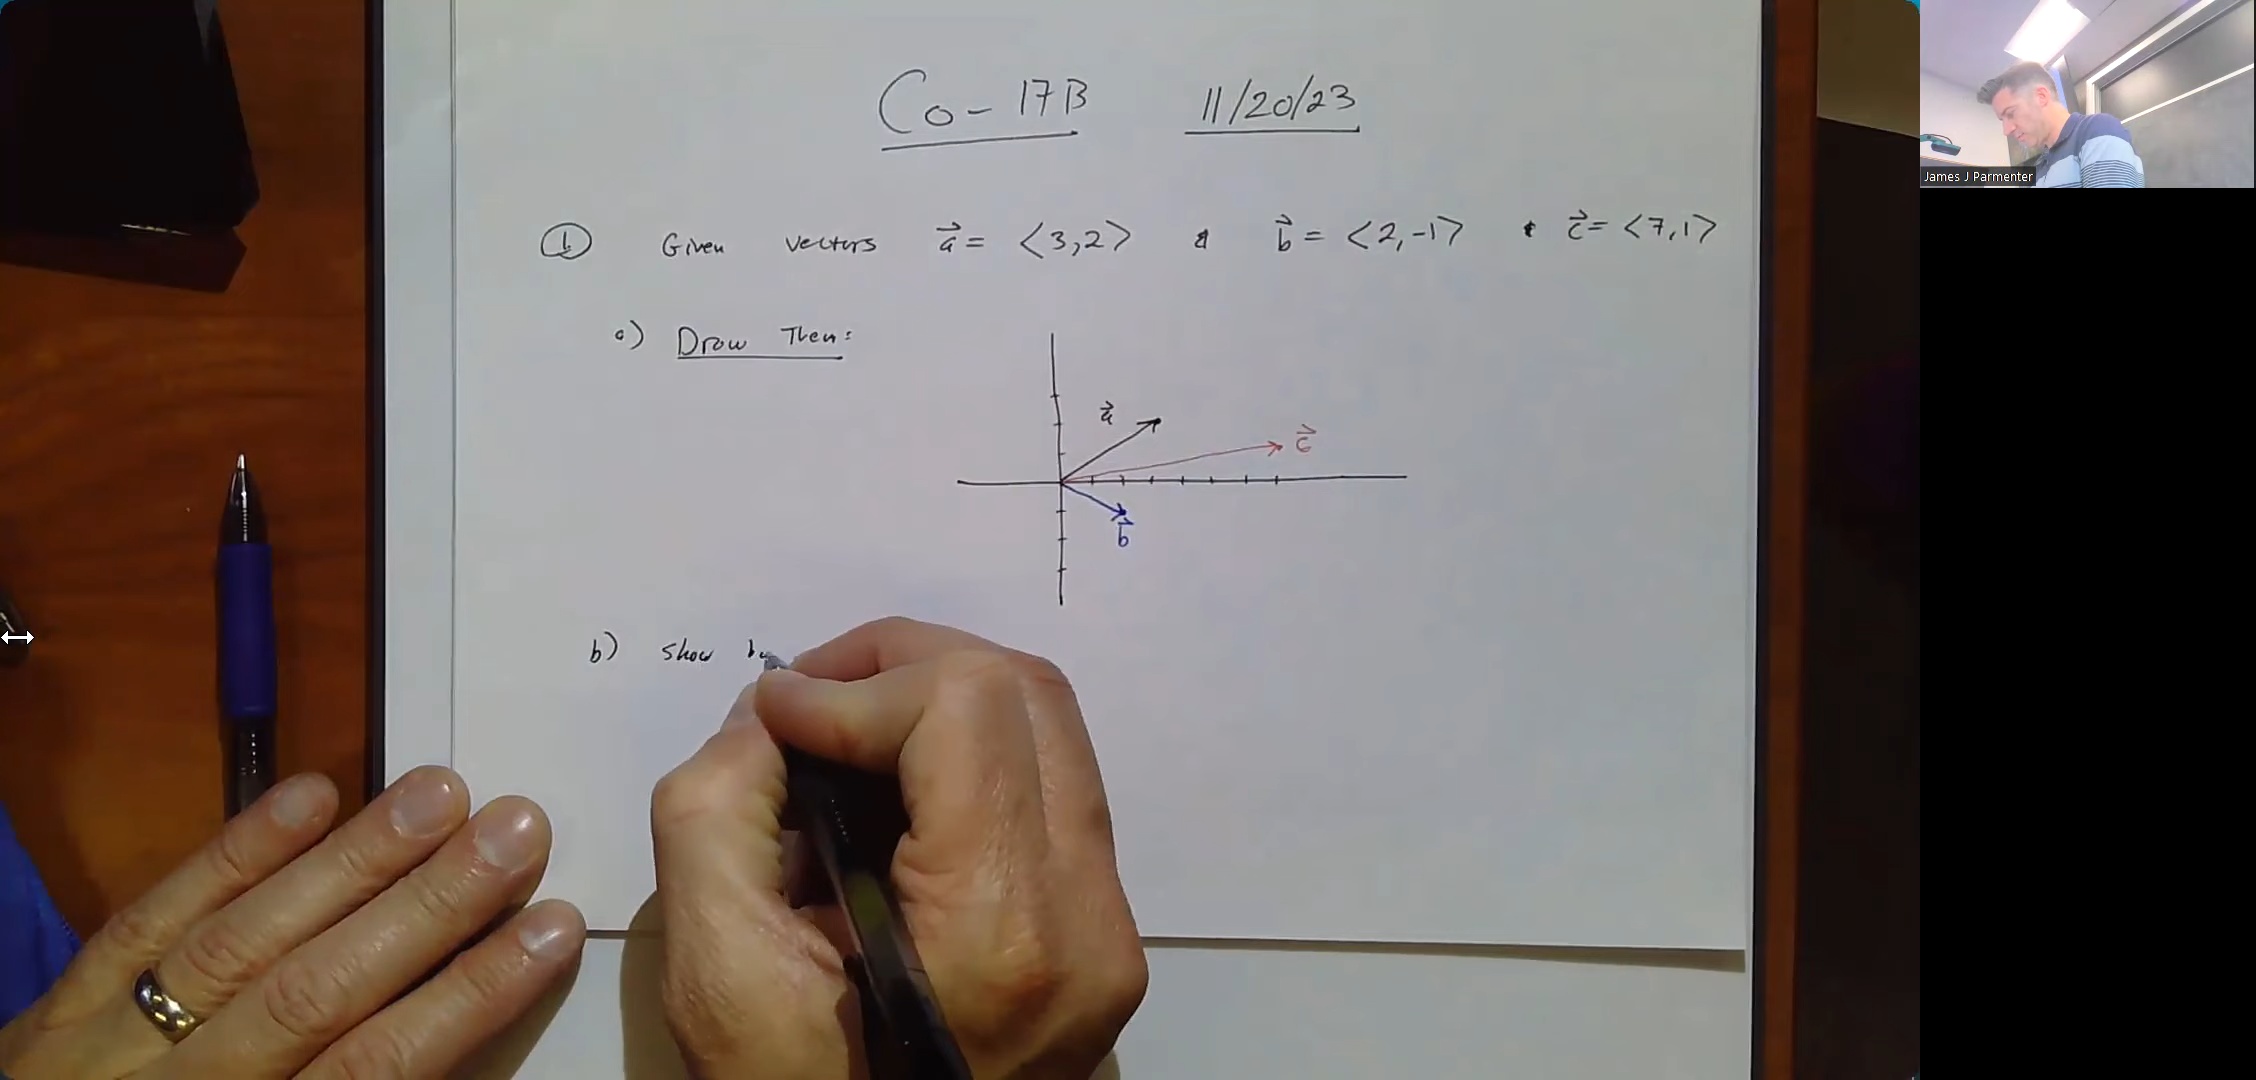 Co-17B 11/20/23
James J Parmenter
① Given vectors a⃗ = <3,2> & b⃗ = <2,-1> & c⃗ = <7,1>
a) Draw Them:
a⃗
c⃗
b⃗
b) show